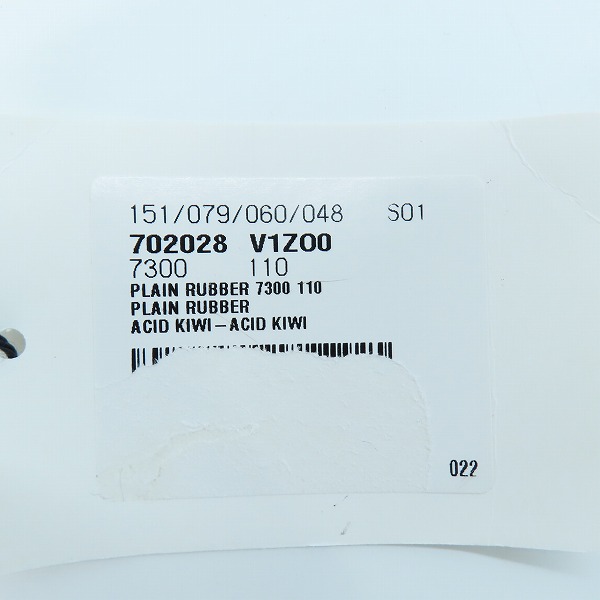 151/079/060/048 S01
702028 V1ZO0
7300 110
PLAIN RUBBER 7300 110
PLAIN RUBBER
ACID KIWI-ACID KIWI
022